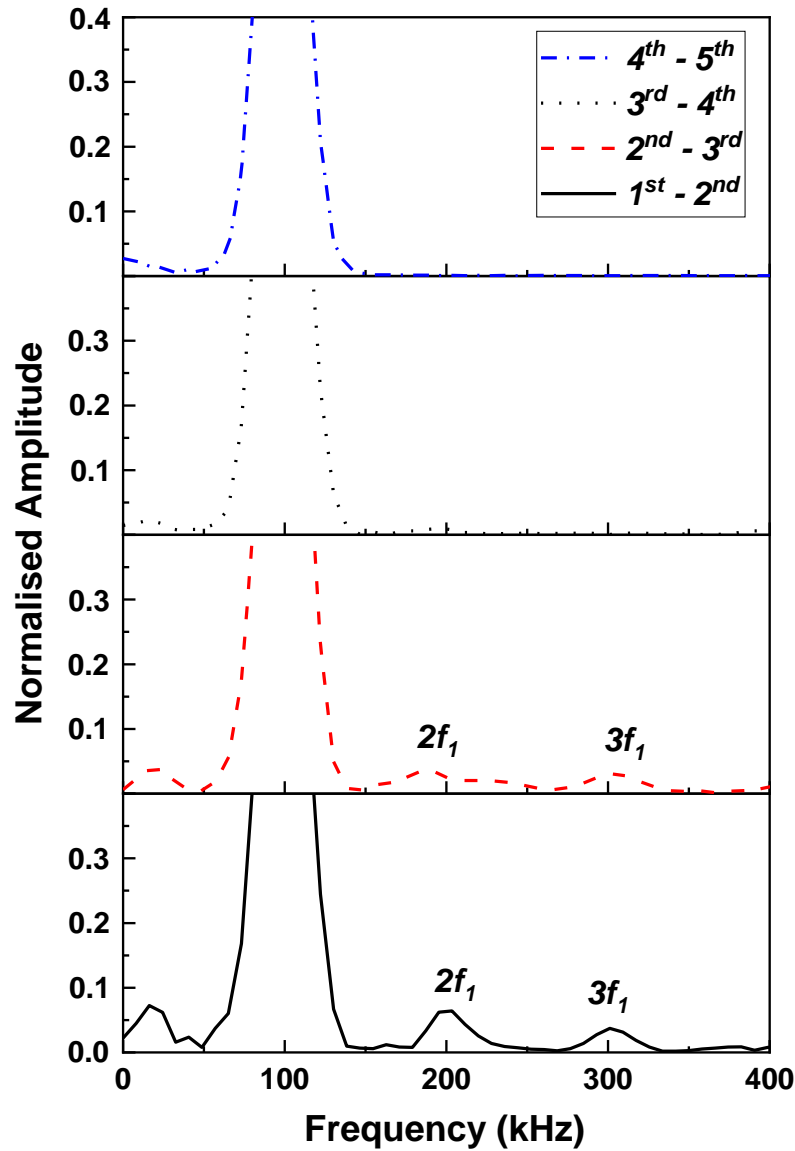 0.4
4th - 5th
0.3
3rd - 4th
0.2
2nd - 3rd
0.1
1st - 2nd
0.3
0.2
0.1
0.3
0.2
0.1
2f1
3f1
0.3
0.2
0.1
2f1
3f1
0.0
0
100
200
300
400
Normalised Amplitude
Frequency (kHz)